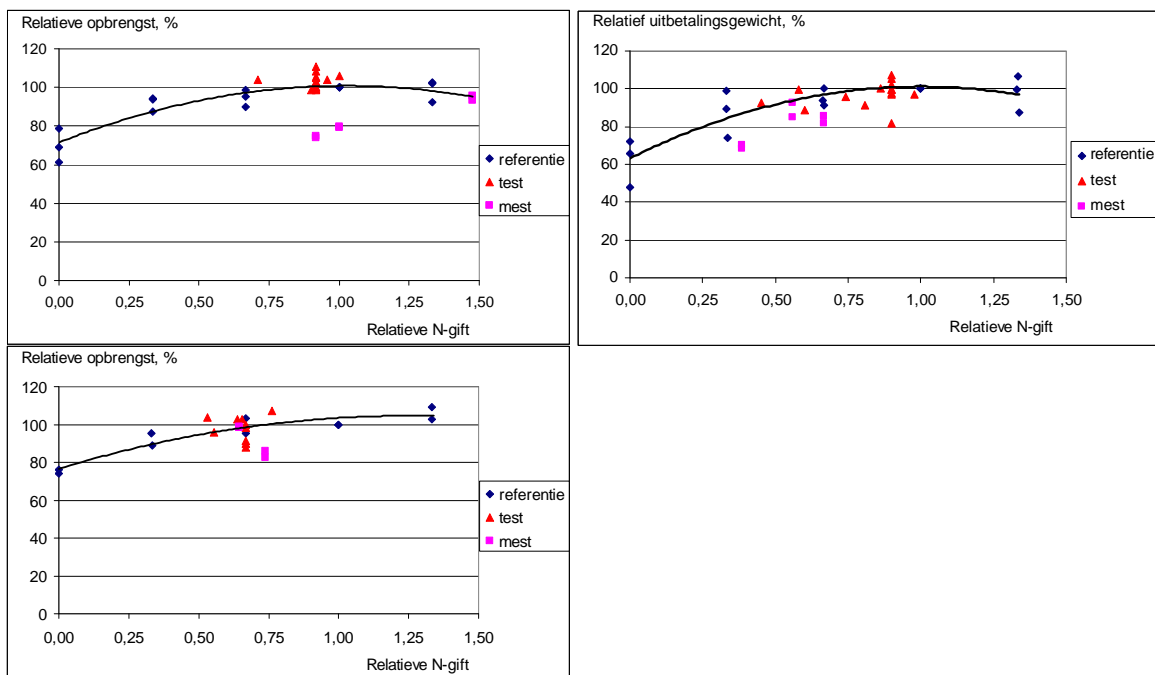 Relatieve opbrengst, %
120
100
80
60
40
20
0
0,00 0,25 0,50 0,75 1,00 1,25 1,50
Relatieve N-gift
referentie
test
mest
Relatief uitbetalingsgewicht, %
120
100
80
60
40
20
0
0,00 0,25 0,50 0,75 1,00 1,25 1,50
Relatieve N-gift
referentie
test
mest
Relatieve opbrengst, %
120
100
80
60
40
20
0
0,00 0,25 0,50 0,75 1,00 1,25 1,50
Relatieve N-gift
referentie
test
mest